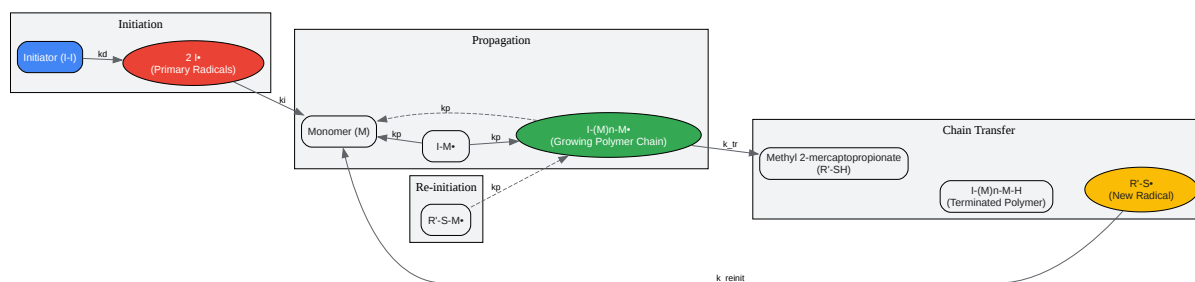 Initiation
Initiator (I-I)
kd
2 I•
(Primary Radicals)
ki
Propagation
Monomer (M)
kp
kp
I-M•
kp
I-(M)n-M•
(Growing Polymer Chain)
k_tr
Re-initiation
R'-S-M•
kp
Chain Transfer
Methyl 2-mercaptopropionate
(R'-SH)
I-(M)n-M-H
(Terminated Polymer)
R'-S•
(New Radical)
k_reinit